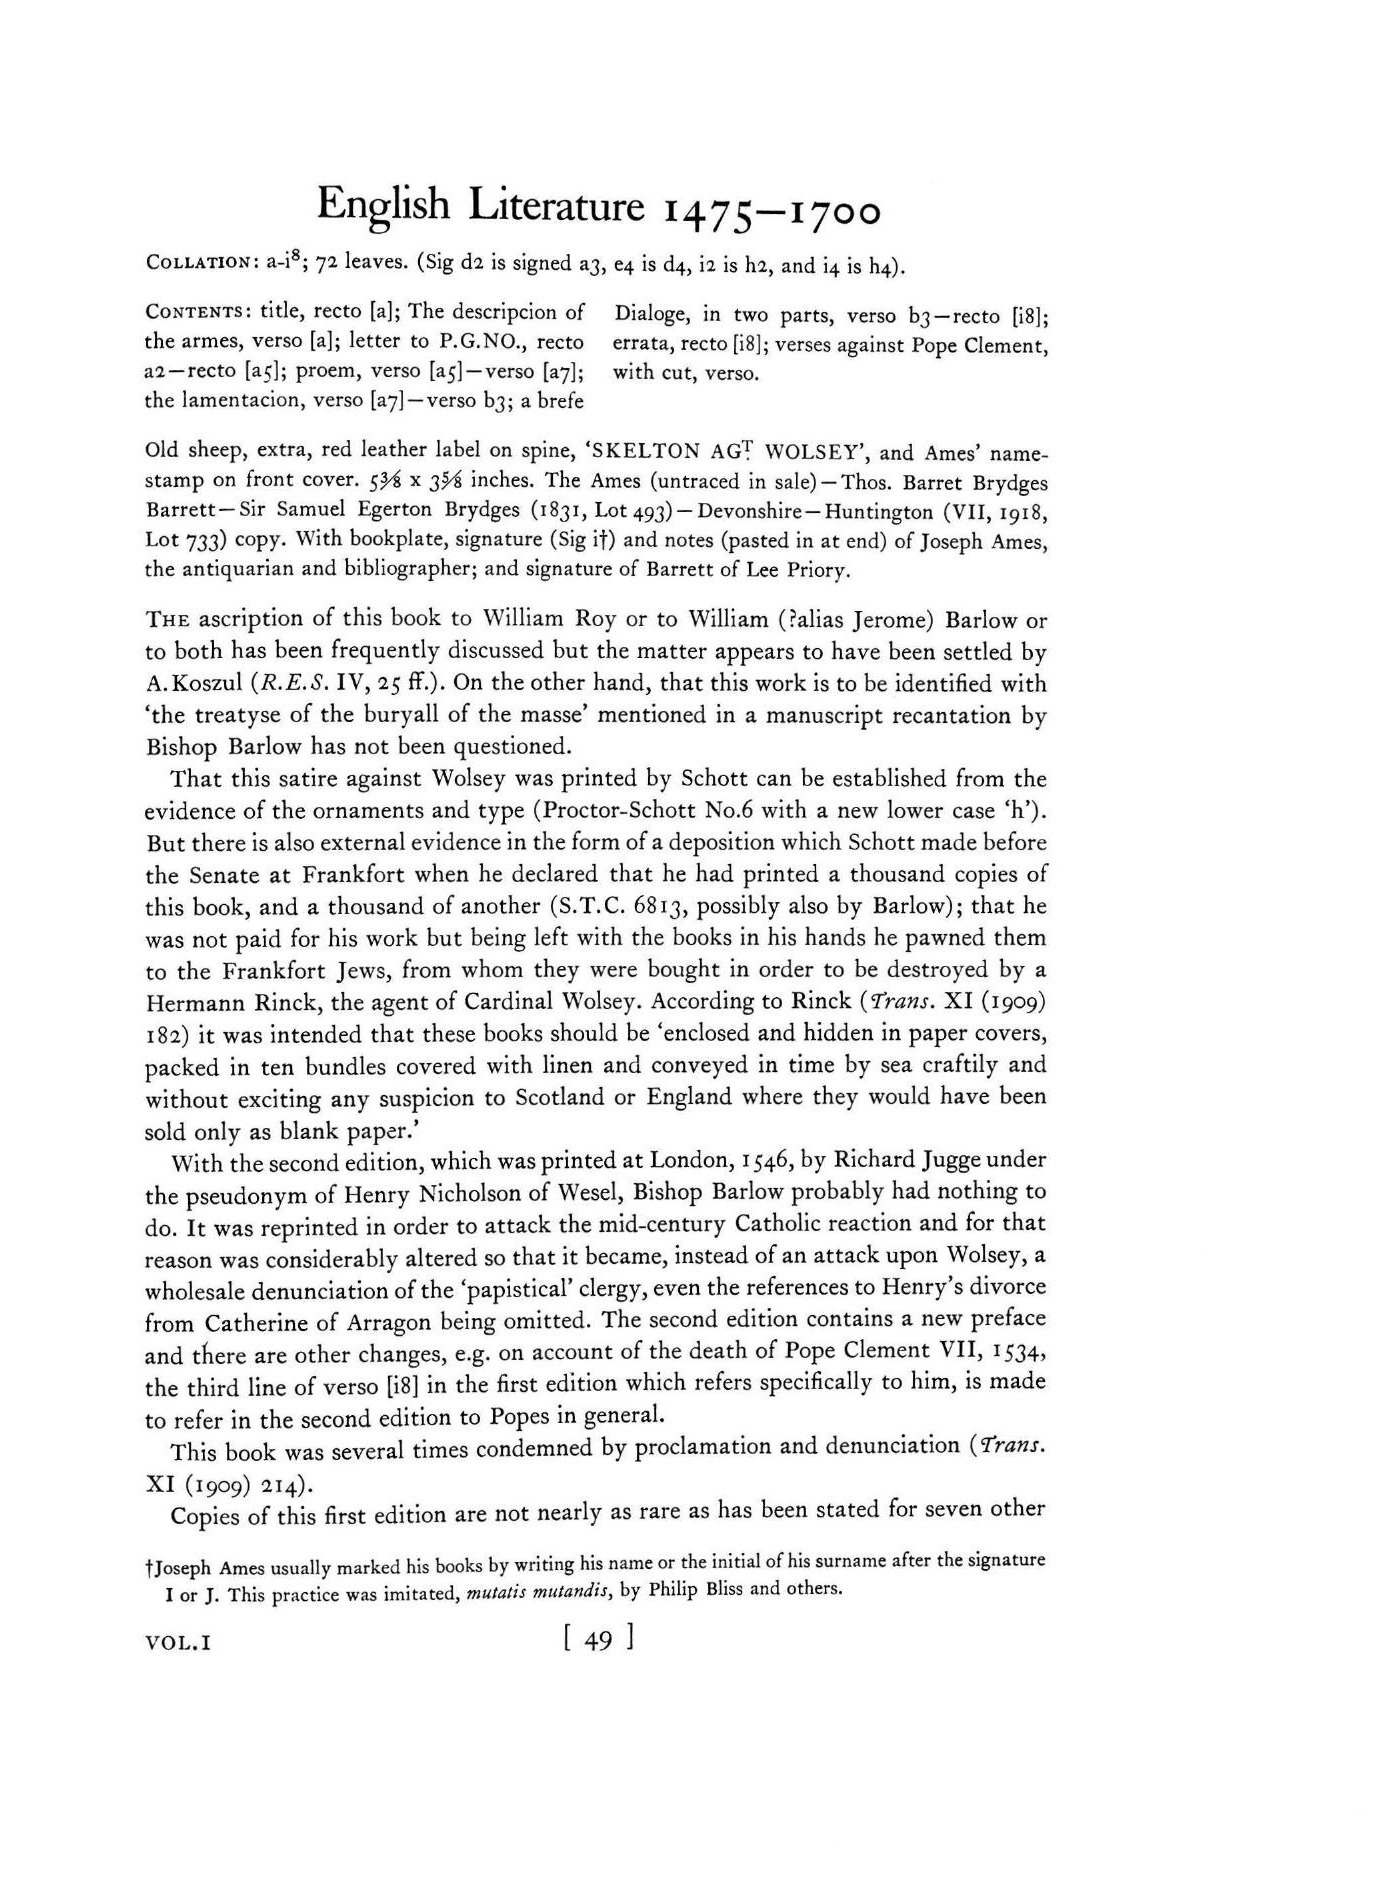 English Literature 1475—1700
COLLATION: a-i⁸; 72 leaves. (Sig d2 is signed a3, e4 is d4, i2 is h2, and i4 is h4).
CONTENTS: title, recto [a]; The descripcion of
the armes, verso [a]; letter to P.G.NO., recto
a2—recto [a5]; proem, verso [a5]—verso [a7];
the lamentacion, verso [a7]—verso b3; a brefe
Dialoge, in two parts, verso b3—recto [i8];
errata, recto [i8]; verses against Pope Clement,
with cut, verso.
Old sheep, extra, red leather label on spine, ‘SKELTON AGT. WOLSEY’, and Ames’ name-
stamp on front cover. 5⅜ x 3⅝ inches. The Ames (untraced in sale)—Thos. Barret Brydges
Barrett—Sir Samuel Egerton Brydges (1831, Lot 493)—Devonshire—Huntington (VII, 1918,
Lot 733) copy. With bookplate, signature (Sig i†) and notes (pasted in at end) of Joseph Ames,
the antiquarian and bibliographer; and signature of Barrett of Lee Priory.
THE ascription of this book to William Roy or to William (?alias Jerome) Barlow or
to both has been frequently discussed but the matter appears to have been settled by
A. Koszul (R.E.S. IV, 25 ff.). On the other hand, that this work is to be identified with
‘the treatyse of the buryall of the masse’ mentioned in a manuscript recantation by
Bishop Barlow has not been questioned.
That this satire against Wolsey was printed by Schott can be established from the
evidence of the ornaments and type (Proctor-Schott No.6 with a new lower case ‘h’).
But there is also external evidence in the form of a deposition which Schott made before
the Senate at Frankfort when he declared that he had printed a thousand copies of
this book, and a thousand of another (S.T.C. 6813, possibly also by Barlow); that he
was not paid for his work but being left with the books in his hands he pawned them
to the Frankfort Jews, from whom they were bought in order to be destroyed by a
Hermann Rinck, the agent of Cardinal Wolsey. According to Rinck (Trans. XI (1909)
182) it was intended that these books should be ‘enclosed and hidden in paper covers,
packed in ten bundles covered with linen and conveyed in time by sea craftily and
without exciting any suspicion to Scotland or England where they would have been
sold only as blank paper.’
With the second edition, which was printed at London, 1546, by Richard Jugge under
the pseudonym of Henry Nicholson of Wesel, Bishop Barlow probably had nothing to
do. It was reprinted in order to attack the mid-century Catholic reaction and for that
reason was considerably altered so that it became, instead of an attack upon Wolsey, a
wholesale denunciation of the ‘papistical’ clergy, even the references to Henry’s divorce
from Catherine of Arragon being omitted. The second edition contains a new preface
and there are other changes, e.g. on account of the death of Pope Clement VII, 1534,
the third line of verso [i8] in the first edition which refers specifically to him, is made
to refer in the second edition to Popes in general.
This book was several times condemned by proclamation and denunciation (Trans.
XI (1909) 214).
Copies of this first edition are not nearly as rare as has been stated for seven other
†Joseph Ames usually marked his books by writing his name or the initial of his surname after the signature
I or J. This practice was imitated, mutatis mutandis, by Philip Bliss and others.
VOL.I [ 49 ]